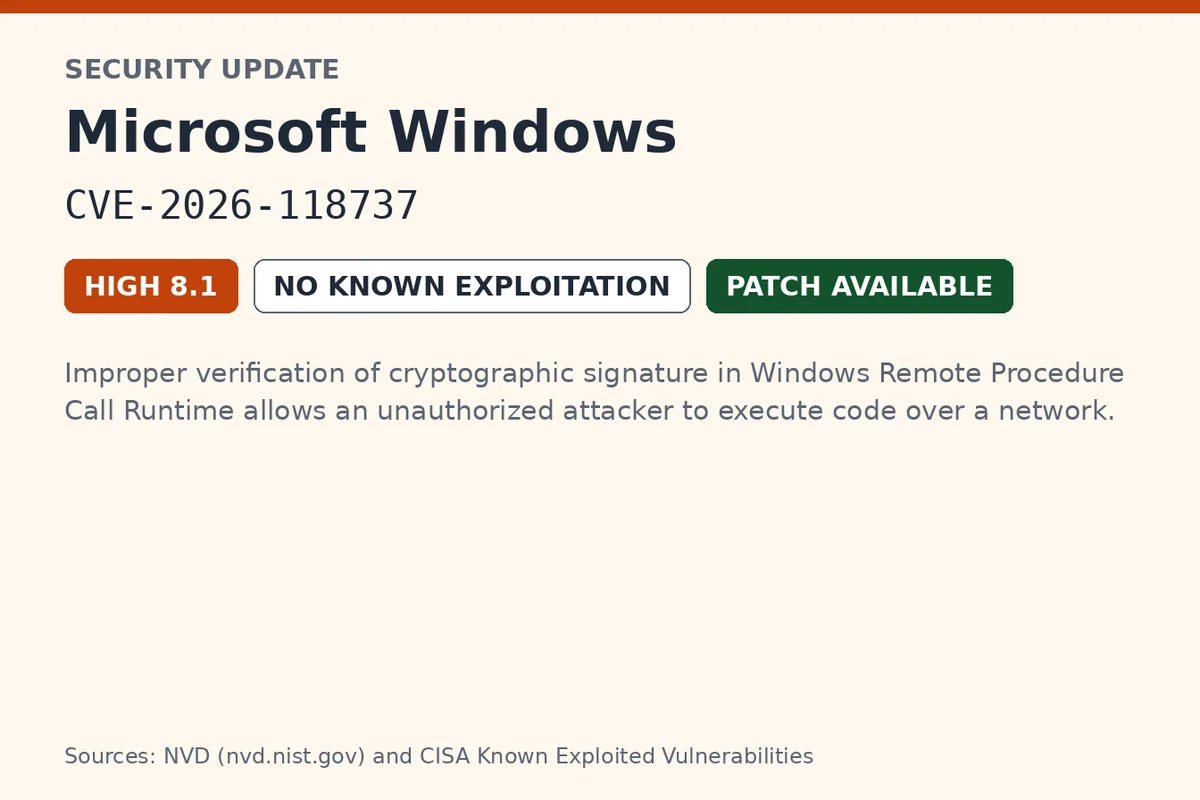 SECURITY UPDATE
Microsoft Windows
CVE-2026-118737
HIGH 8.1
NO KNOWN EXPLOITATION
PATCH AVAILABLE
Improper verification of cryptographic signature in Windows Remote Procedure
Call Runtime allows an unauthorized attacker to execute code over a network.
Sources: NVD (nvd.nist.gov) and CISA Known Exploited Vulnerabilities